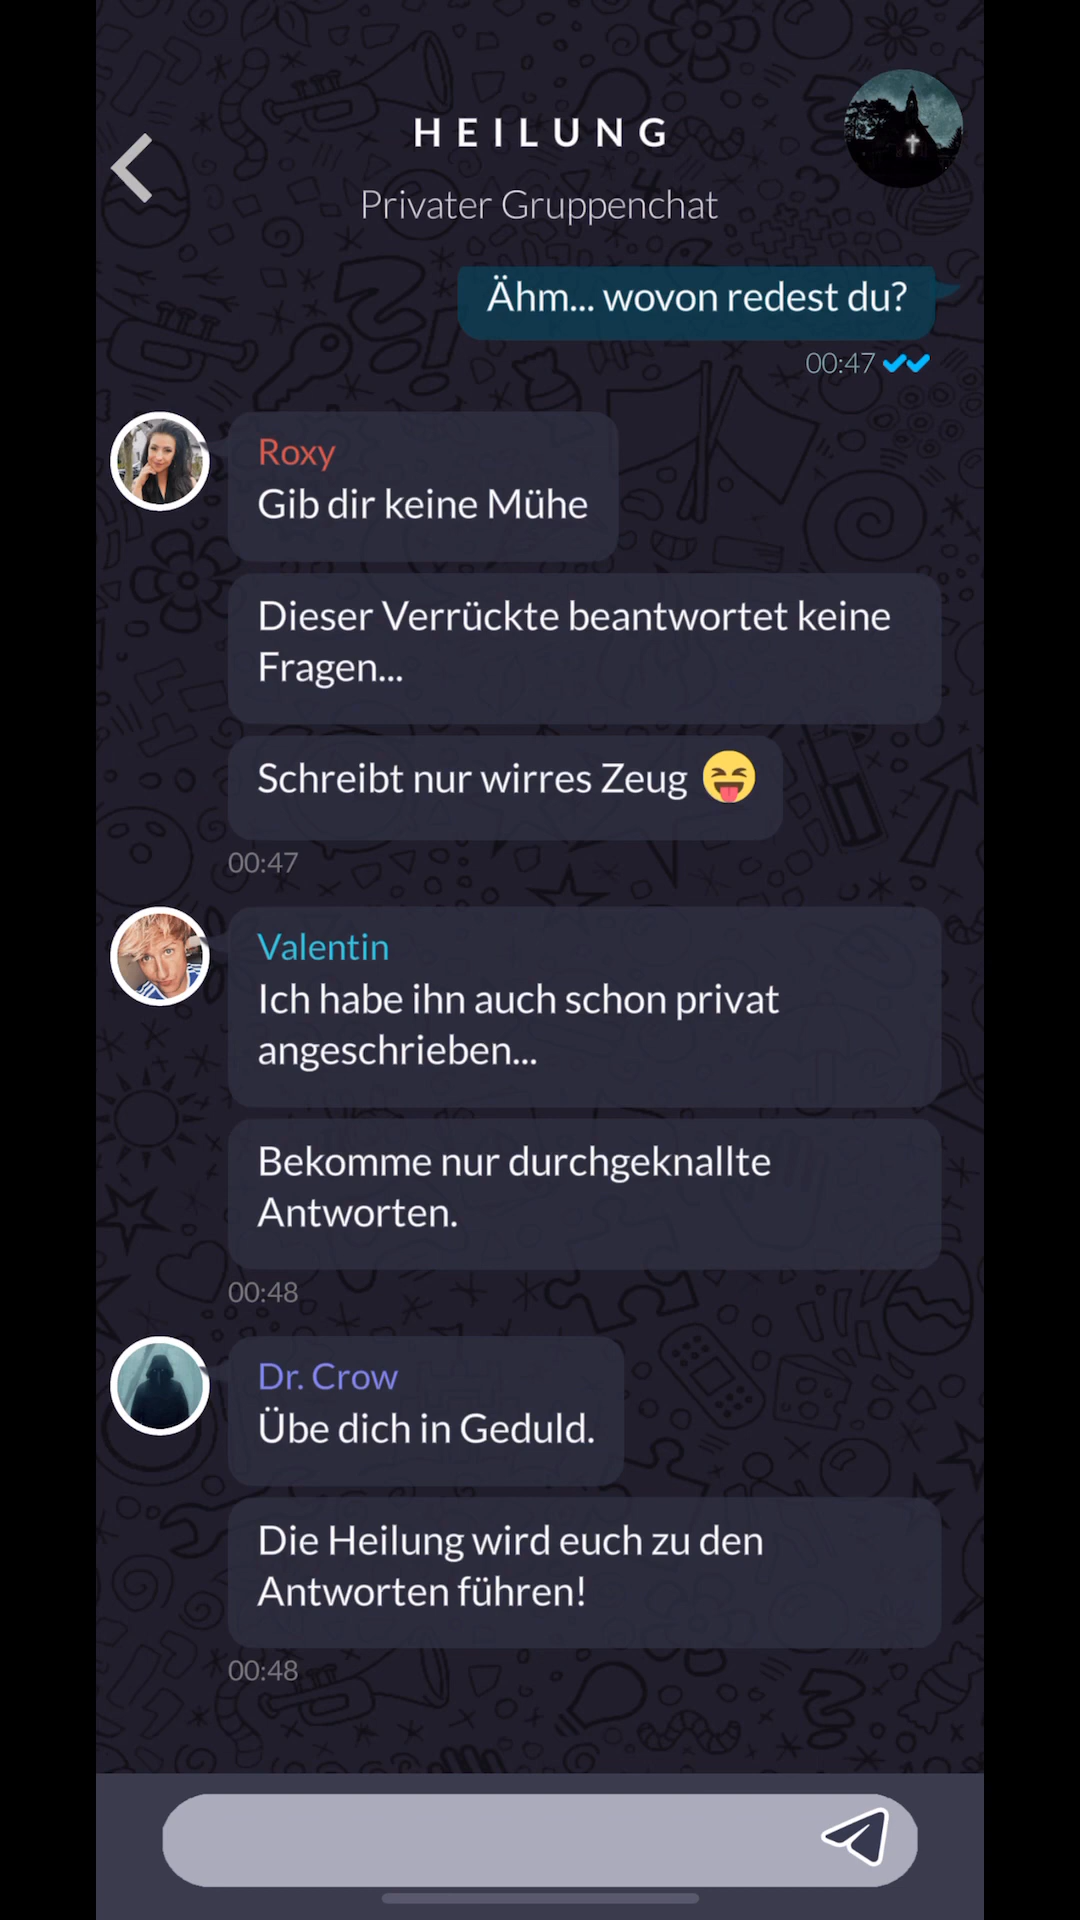 HEILUNG
Privater Gruppenchat
Ähm... wovon redest du?
00:47
Roxy
Gib dir keine Mühe
Dieser Verrückte beantwortet keine
Fragen...
Schreibt nur wirres Zeug 😝
00:47
Valentin
Ich habe ihn auch schon privat
angeschrieben...
Bekomme nur durchgeknallte
Antworten.
00:48
Dr. Crow
Übe dich in Geduld.
Die Heilung wird euch zu den
Antworten führen!
00:48